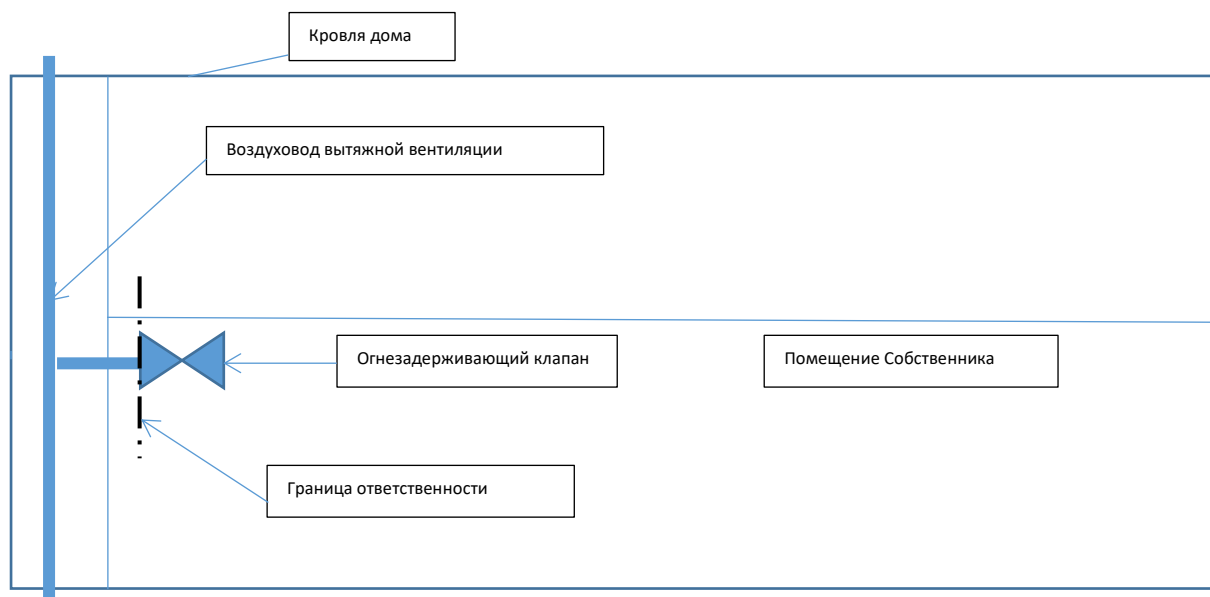 Кровля дома
Воздуховод вытяжной вентиляции
Огнезадерживающий клапан
Помещение Собственника
Граница ответственности